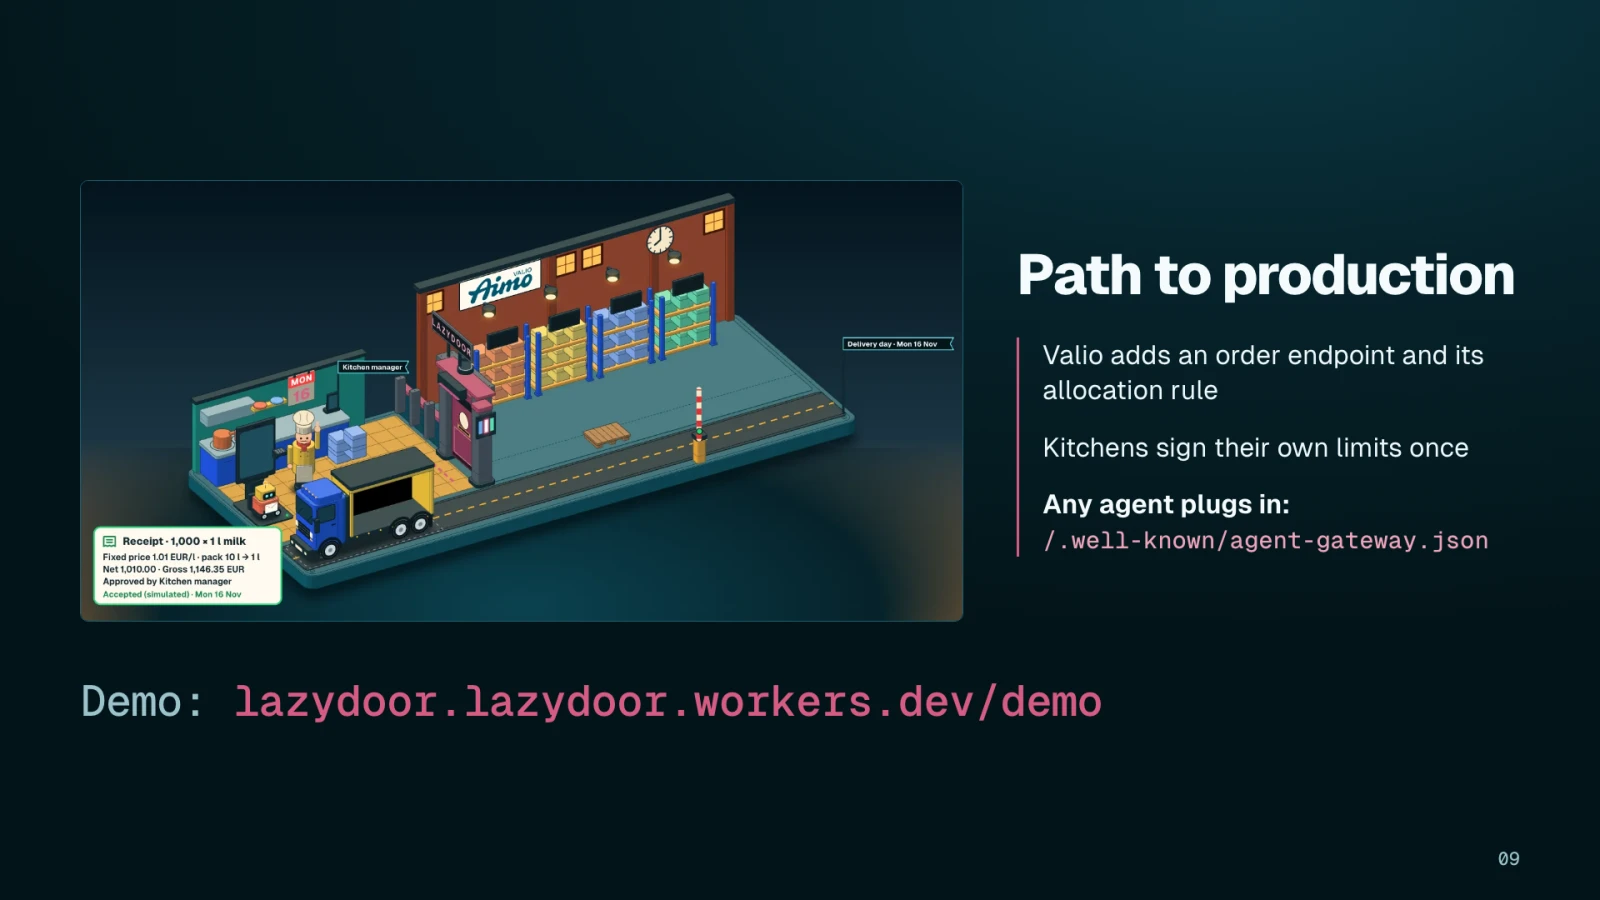 VALIO
Aimo
LAZYDOOR
Kitchen manager
MON
16
Delivery day · Mon 16 Nov
Receipt · 1,000 × 1 l milk
Fixed price 1.01 EUR/l · pack 10 l → 1 l
Net 1,010.00 · Gross 1,146.35 EUR
Approved by Kitchen manager
Accepted (simulated) · Mon 16 Nov
Path to production
Valio adds an order endpoint and its
allocation rule
Kitchens sign their own limits once
Any agent plugs in:
/.well-known/agent-gateway.json
Demo: lazydoor.lazydoor.workers.dev/demo
09